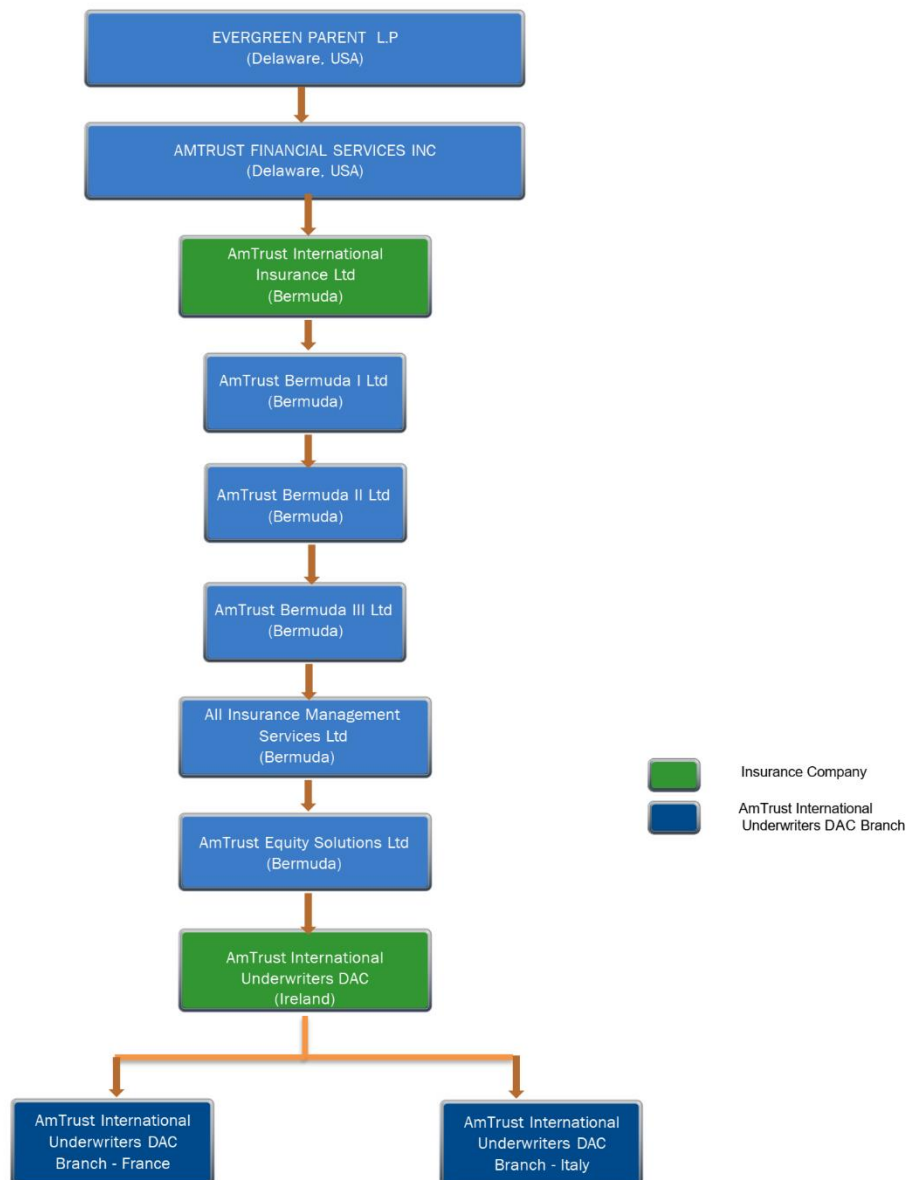 EVERGREEN PARENT L.P
(Delaware, USA)
AMTRUST FINANCIAL SERVICES INC
(Delaware, USA)
AmTrust International
Insurance Ltd
(Bermuda)
AmTrust Bermuda I Ltd
(Bermuda)
AmTrust Bermuda II Ltd
(Bermuda)
AmTrust Bermuda III Ltd
(Bermuda)
AII Insurance Management
Services Ltd
(Bermuda)
Insurance Company
AmTrust International
Underwriters DAC Branch
AmTrust Equity Solutions Ltd
(Bermuda)
AmTrust International
Underwriters DAC
(Ireland)
AmTrust International
Underwriters DAC
Branch - France
AmTrust International
Underwriters DAC
Branch - Italy